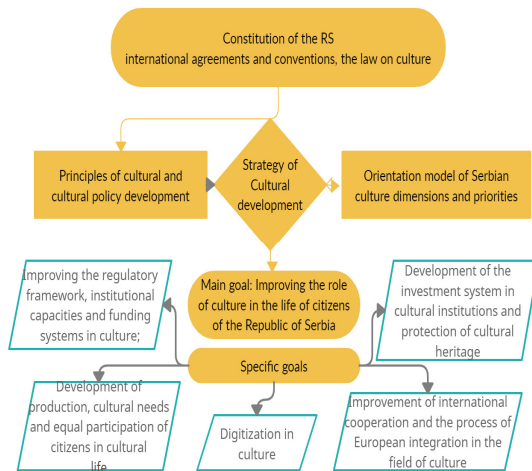 Constitution of the RS
international agreements and conventions, the law on culture
Principles of cultural and
cultural policy development
Strategy of
Cultural
development
Orientation model of Serbian
culture dimensions and priorities
Main goal: Improving the role
of culture in the life of citizens
of the Republic of Serbia
Improving the regulatory
framework, institutional
capacities and funding
systems in culture;
Development of the
investment system in
cultural institutions and
protection of cultural
heritage
Specific goals
Development of
production, cultural needs
and equal participation of
citizens in cultural
life
Digitization in
culture
Improvement of international
cooperation and the process of
European integration in the
field of culture